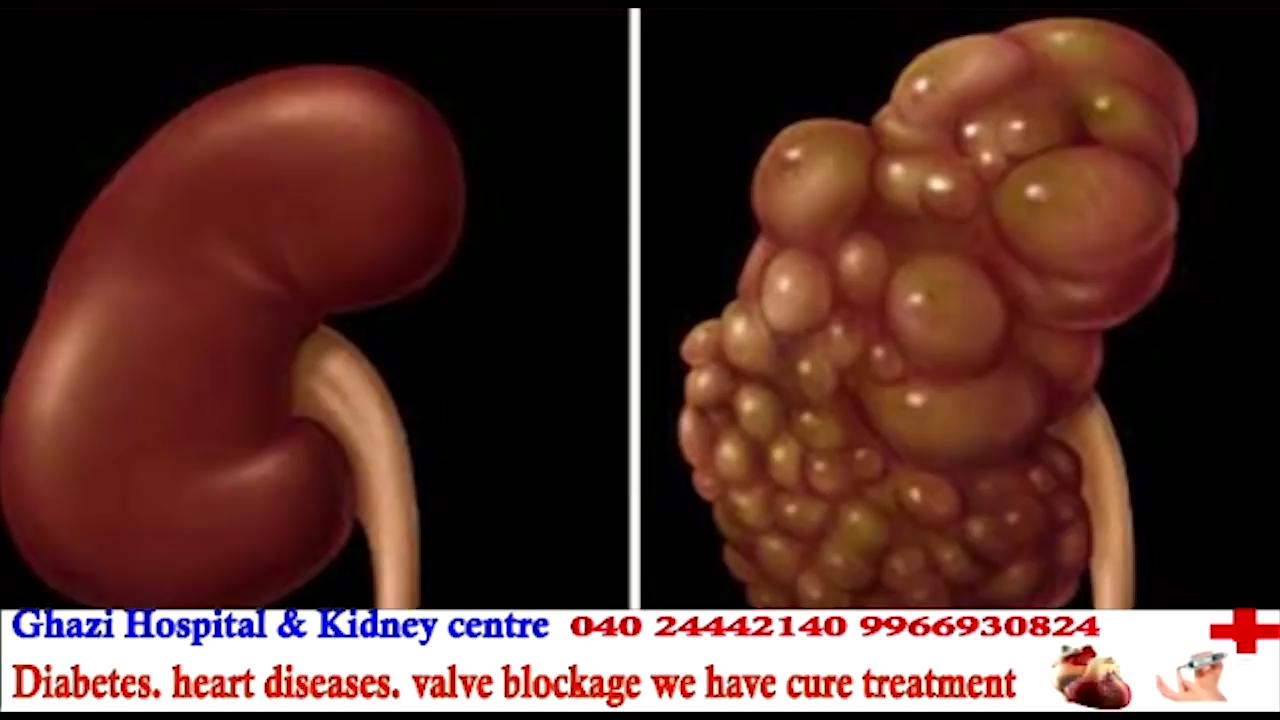 Ghazi Hospital & Kidney centre 040 24442140 9966930824
Diabetes. heart diseases. valve blockage we have cure treatment